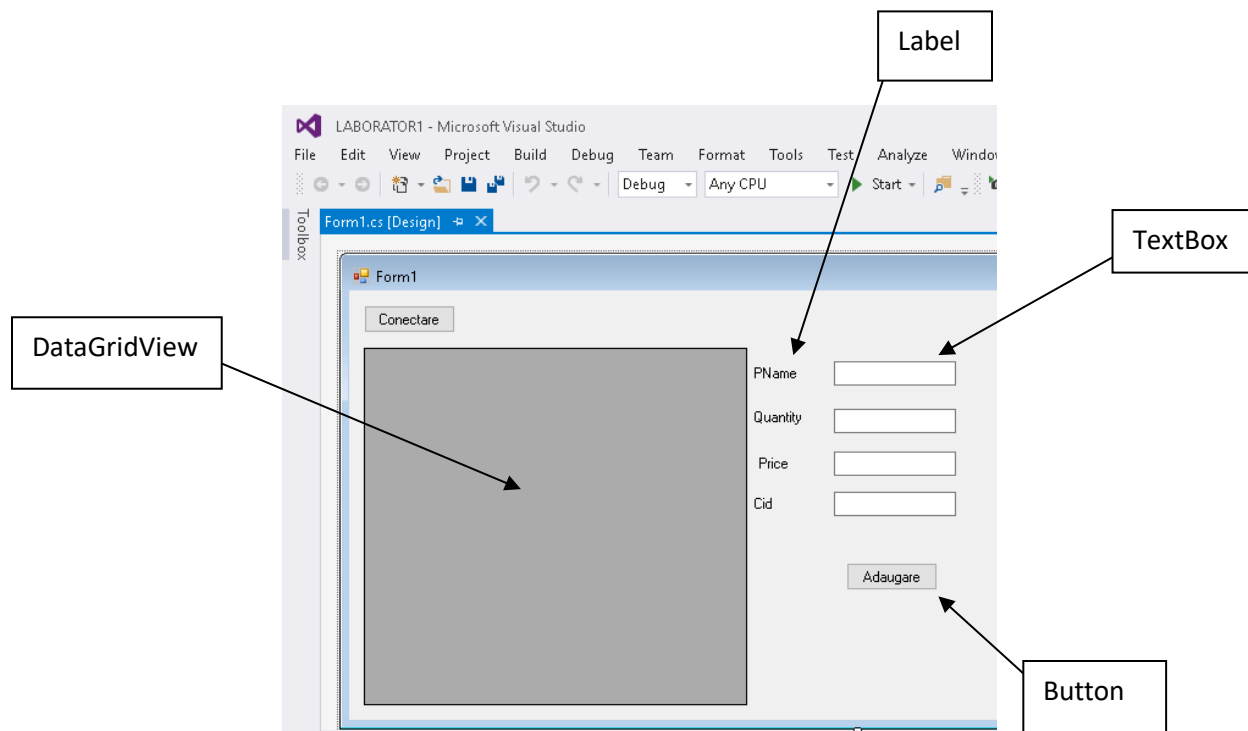 Label
LABORATOR1 - Microsoft Visual Studio
File Edit View Project Build Debug Team Format Tools Test Analyze
Debug Any CPU Start
Toolbox
Form1.cs [Design]
TextBox
Form1
Conectare
DataGridView
PName
Quantity
Price
Cid
Adaugare
Button